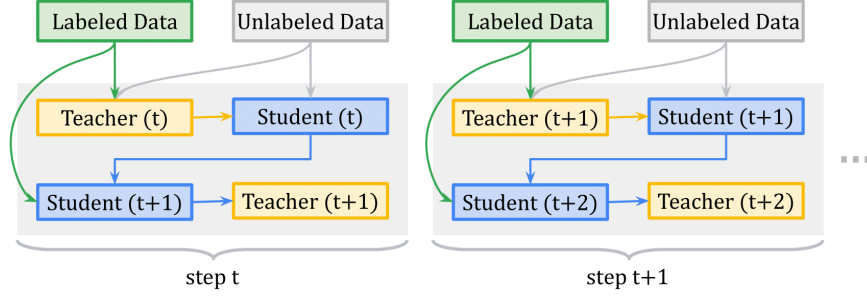 Labeled Data
Unlabeled Data
Teacher (t)
Student (t)
Student (t+1)
Teacher (t+1)
step t
Labeled Data
Unlabeled Data
Teacher (t+1)
Student (t+1)
Student (t+2)
Teacher (t+2)
step t+1
...